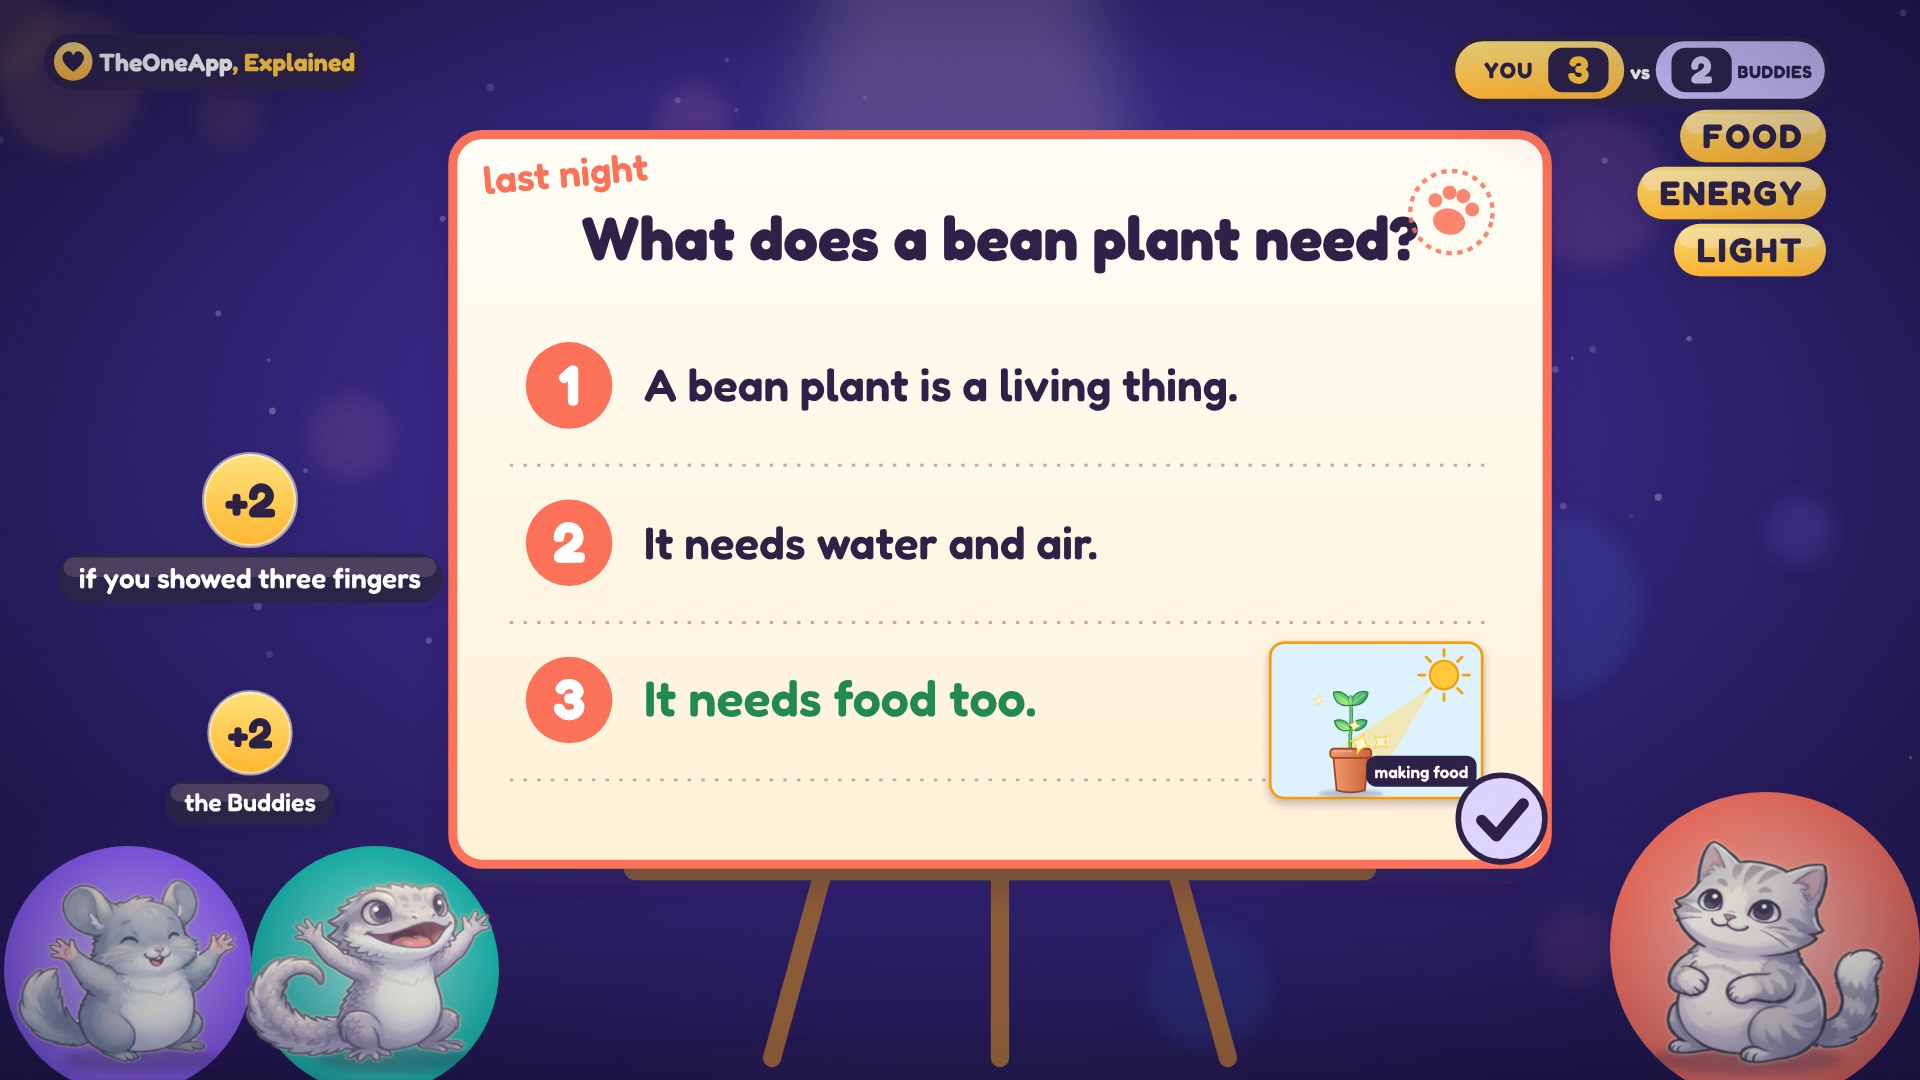 TheOneApp, Explained
YOU 3 vs 2 BUDDIES
FOOD
ENERGY
LIGHT
last night
What does a bean plant need?
1 A bean plant is a living thing.
2 It needs water and air.
3 It needs food too.
making food
+2
if you showed three fingers
+2
the Buddies